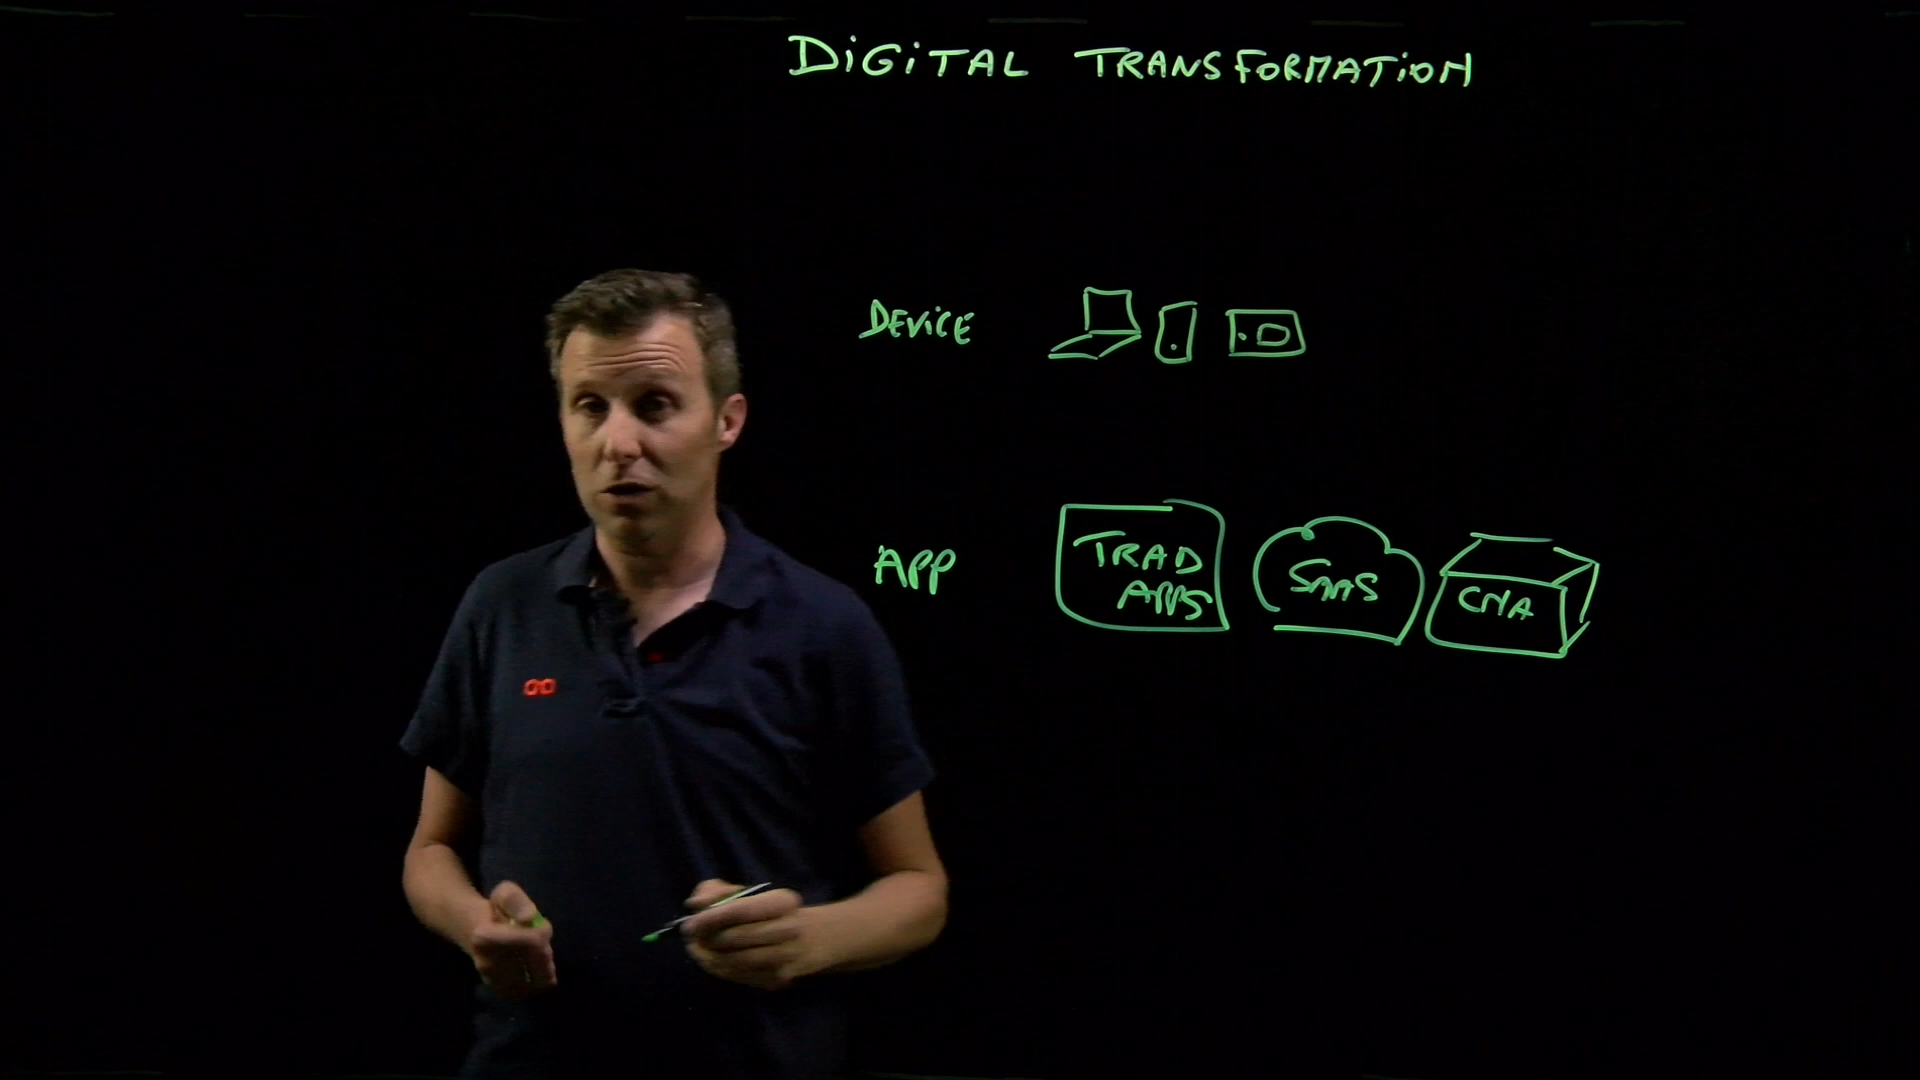 DiGiTAL TRANSFORMATiON
DEViCE
APP
TRAD
APPS
SAAS
CNA